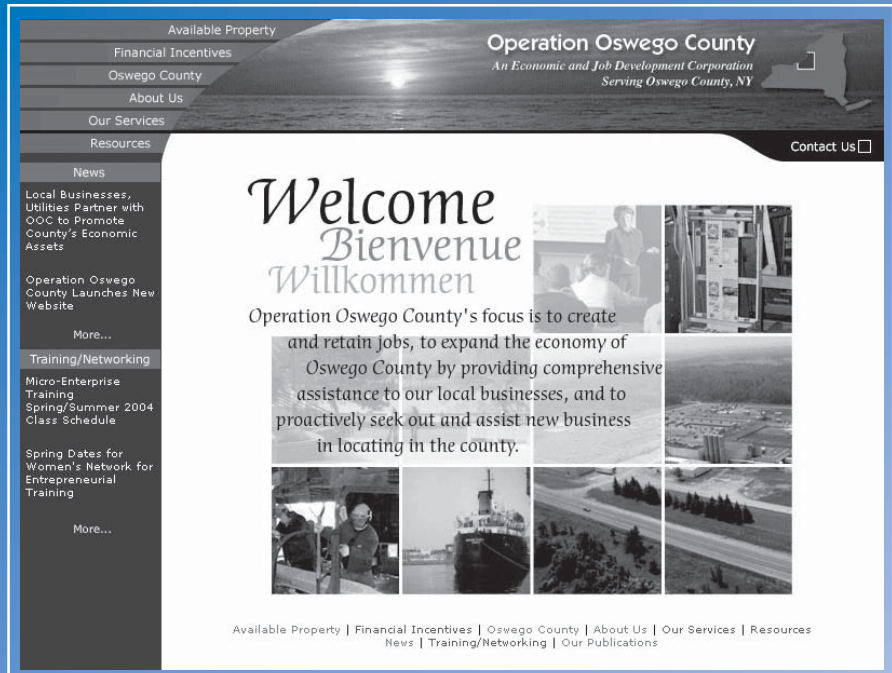 Available Property
Financial Incentives
Oswego County
About Us
Our Services
Resources
Operation Oswego County
An Economic and Job Development Corporation
Serving Oswego County, NY
Contact Us
News
Local Businesses,
Utilities Partner with
OOC to Promote
County's Economic
Assets
Operation Oswego
County Launches New
Website
More...
Training/Networking
Micro-Enterprise
Training
Spring/Summer 2004
Class Schedule
Spring Dates for
Women's Network for
Entrepreneurial
Training
More...
Welcome
Bienvenue
Willkommen
Operation Oswego County's focus is to create
and retain jobs, to expand the economy of
Oswego County by providing comprehensive
assistance to our local businesses, and to
proactively seek out and assist new business
in locating in the county.
Available Property | Financial Incentives | Oswego County | About Us | Our Services | Resources
News | Training/Networking | Our Publications